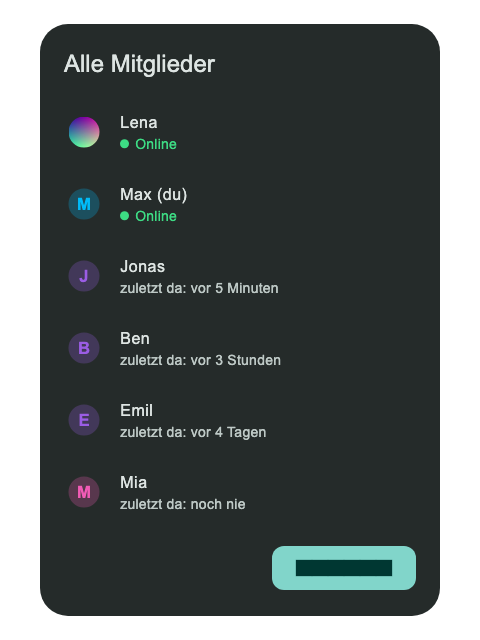 Alle Mitglieder
Lena
Online
M
Max (du)
Online
J
Jonas
zuletzt da: vor 5 Minuten
B
Ben
zuletzt da: vor 3 Stunden
E
Emil
zuletzt da: vor 4 Tagen
M
Mia
zuletzt da: noch nie